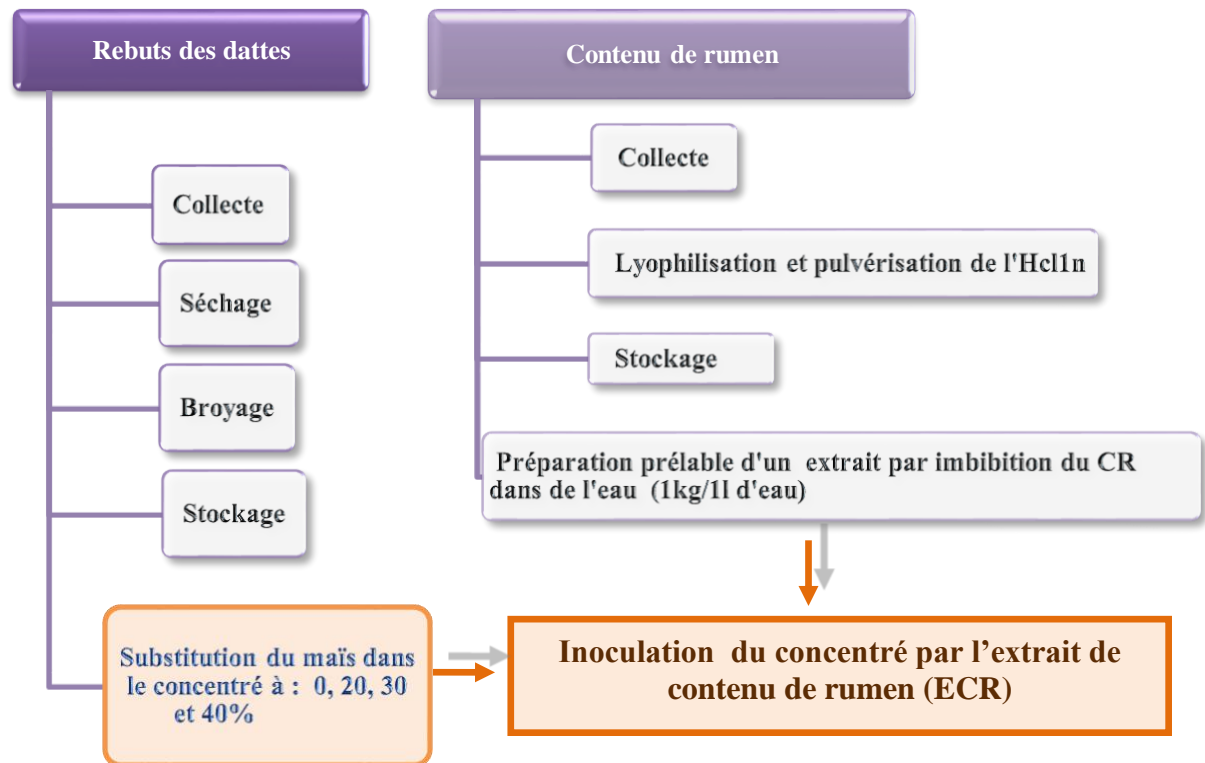 Rebuts des dattes
Collecte
Séchage
Broyage
Stockage
Substitution du maïs dans
le concentré à : 0, 20, 30
et 40%
Contenu de rumen
Collecte
Lyophilisation et pulvérisation de l'Hcl1n
Stockage
Préparation prélable d'un extrait par imbibition du CR
dans de l'eau (1kg/1l d'eau)
Inoculation du concentré par l’extrait de
contenu de rumen (ECR)